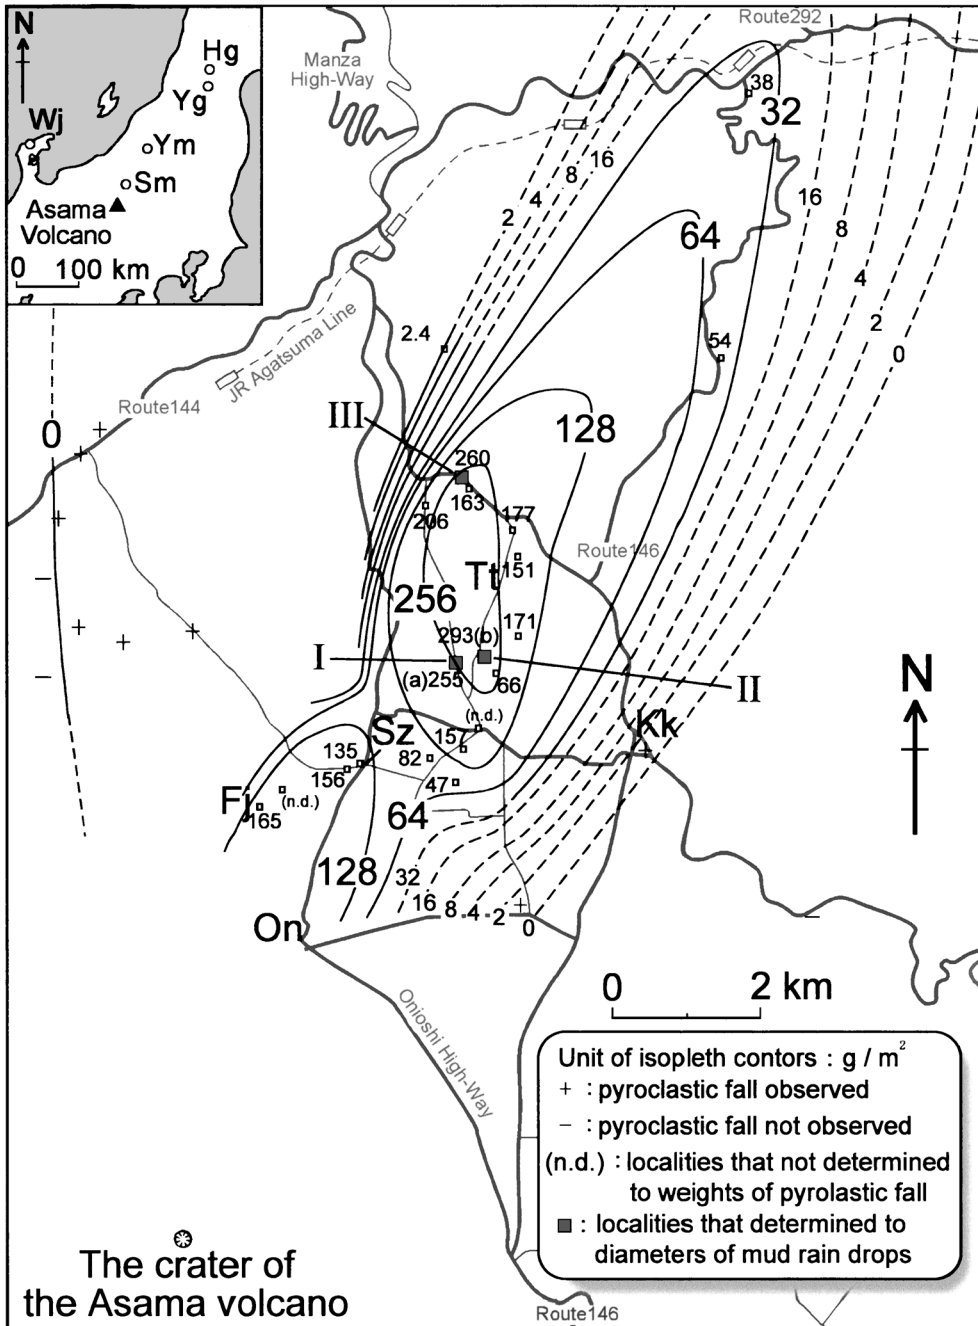 N
Hg
Yg
Wj
Ym
Sm
Asama
Volcano
0 100 km
Route292
Manza
High-Way
38
32
16
8
4
2
16
8
4
2
0
64
2.4
54
JR Agatsuma Line
Route144
0
III
128
260
163
206
177
Route146
Tt
151
256
171
293(b)
I
(a)255
66
II
N
(n.d.)
Sz
157
Kk
135
82
156
47
Fj
(n.d.)
165
64
128
32
16
8
4
2
0
On
Onioshi High-Way
0 2 km
Unit of isopleth contors : g / m²
+ : pyroclastic fall observed
− : pyroclastic fall not observed
(n.d.) : localities that not determined
to weights of pyrolastic fall
■ : localities that determined to
diameters of mud rain drops
The crater of
the Asama volcano
Route146